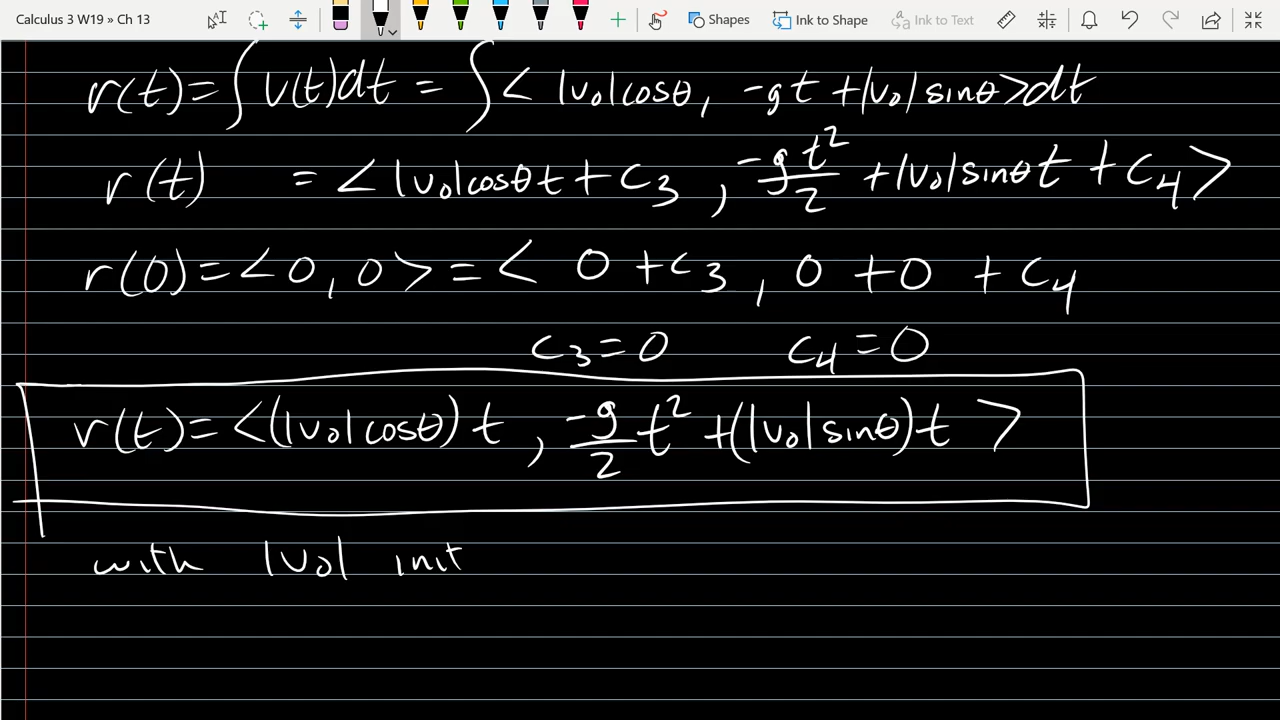 Calculus 3 W19 » Ch 13 Shapes Ink to Shape Ink to Text
r(t) = ∫ v(t)dt = ∫ < |v₀|cosθ, -gt + |v₀|sinθ > dt
r(t) = < |v₀|cosθt + c₃, -gt²/2 + |v₀|sinθt + c₄ >
r(0) = < 0, 0 > = < 0 + c₃, 0 + 0 + c₄
c₃ = 0 c₄ = 0
r(t) = < (|v₀|cosθ)t, -g/2 t² + (|v₀|sinθ)t >
with |v₀| init